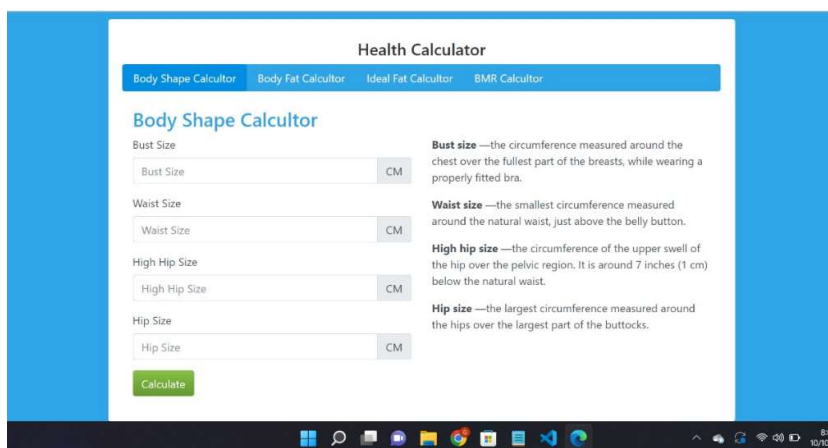 Health Calculator
Body Shape Calcultor Body Fat Calcultor Ideal Fat Calcultor BMR Calcultor
Body Shape Calcultor
Bust Size
Bust Size CM
Waist Size
Waist Size CM
High Hip Size
High Hip Size CM
Hip Size
Hip Size CM
Calculate
Bust size —the circumference measured around the
chest over the fullest part of the breasts, while wearing a
properly fitted bra.
Waist size —the smallest circumference measured
around the natural waist, just above the belly button.
High hip size —the circumference of the upper swell of
the hip over the pelvic region. It is around 7 inches (1 cm)
below the natural waist.
Hip size —the largest circumference measured around
the hips over the largest part of the buttocks.